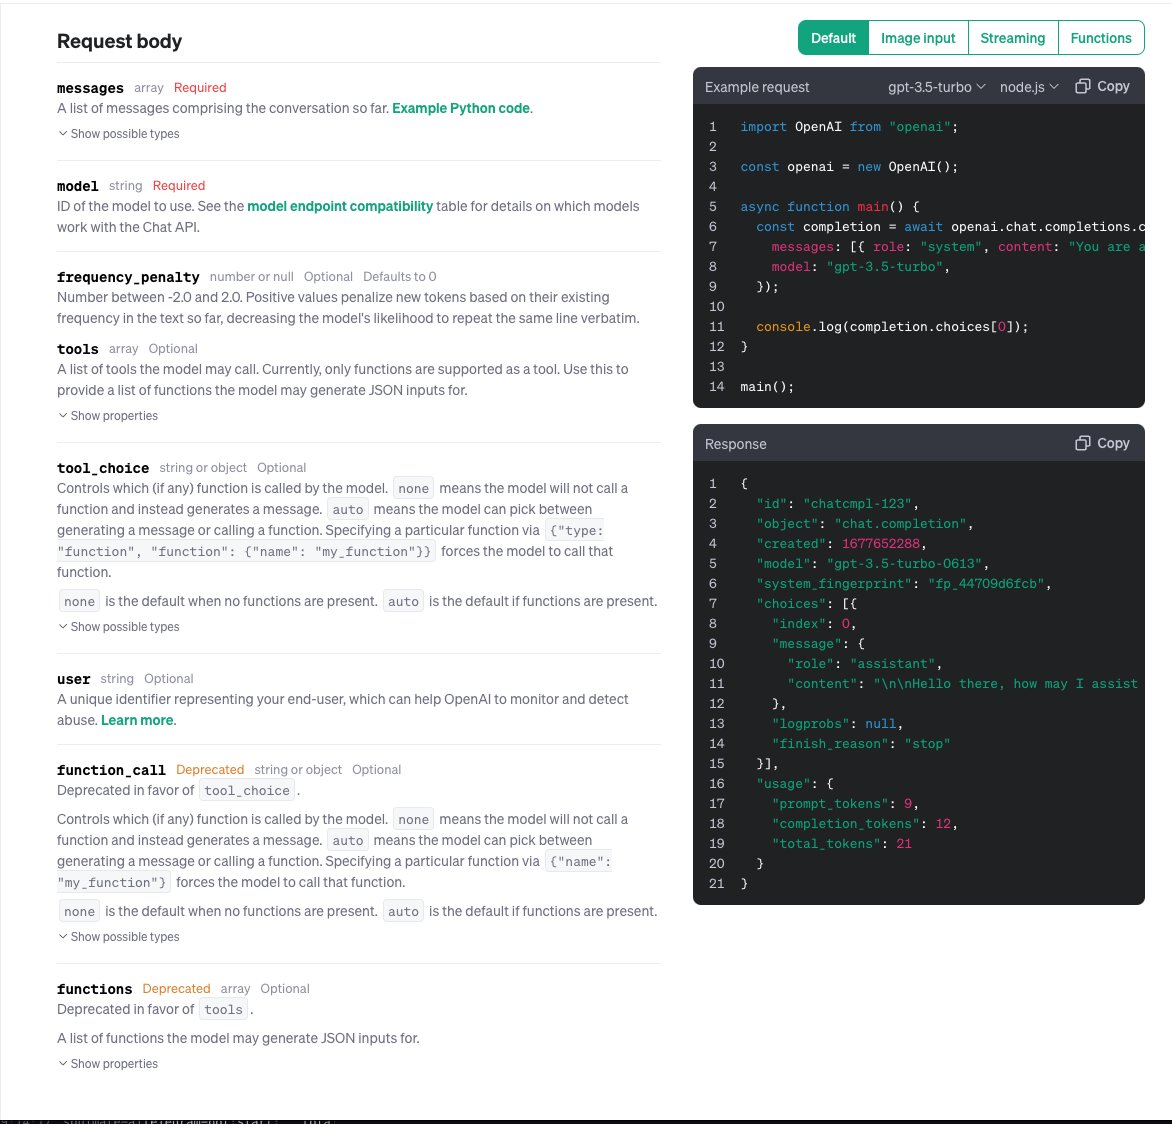 Request body
messages array Required
A list of messages comprising the conversation so far. Example Python code.
Show possible types
model string Required
ID of the model to use. See the model endpoint compatibility table for details on which models
work with the Chat API.
frequency_penalty number or null Optional Defaults to 0
Number between -2.0 and 2.0. Positive values penalize new tokens based on their existing
frequency in the text so far, decreasing the model's likelihood to repeat the same line verbatim.
tools array Optional
A list of tools the model may call. Currently, only functions are supported as a tool. Use this to
provide a list of functions the model may generate JSON inputs for.
Show properties
tool_choice string or object Optional
Controls which (if any) function is called by the model. none means the model will not call a
function and instead generates a message. auto means the model can pick between
generating a message or calling a function. Specifying a particular function via {"type:
"function", "function": {"name": "my_function"}} forces the model to call that
function.
none is the default when no functions are present. auto is the default if functions are present.
Show possible types
user string Optional
A unique identifier representing your end-user, which can help OpenAI to monitor and detect
abuse. Learn more.
function_call Deprecated string or object Optional
Deprecated in favor of tool_choice.
Controls which (if any) function is called by the model. none means the model will not call a
function and instead generates a message. auto means the model can pick between
generating a message or calling a function. Specifying a particular function via {"name":
"my_function"} forces the model to call that function.
none is the default when no functions are present. auto is the default if functions are present.
Show possible types
functions Deprecated array Optional
Deprecated in favor of tools.
A list of functions the model may generate JSON inputs for.
Show properties
Default Image input Streaming Functions
Example request gpt-3.5-turbo node.js Copy
1 import OpenAI from "openai";
2
3 const openai = new OpenAI();
4
5 async function main() {
6 const completion = await openai.chat.completions.c
7 messages: [{ role: "system", content: "You are a
8 model: "gpt-3.5-turbo",
9 });
10
11 console.log(completion.choices[0]);
12 }
13
14 main();
Response Copy
1 {
2 "id": "chatcmpl-123",
3 "object": "chat.completion",
4 "created": 1677652288,
5 "model": "gpt-3.5-turbo-0613",
6 "system_fingerprint": "fp_44709d6fcb",
7 "choices": [{
8 "index": 0,
9 "message": {
10 "role": "assistant",
11 "content": "\n\nHello there, how may I assist
12 },
13 "logprobs": null,
14 "finish_reason": "stop"
15 }],
16 "usage": {
17 "prompt_tokens": 9,
18 "completion_tokens": 12,
19 "total_tokens": 21
20 }
21 }